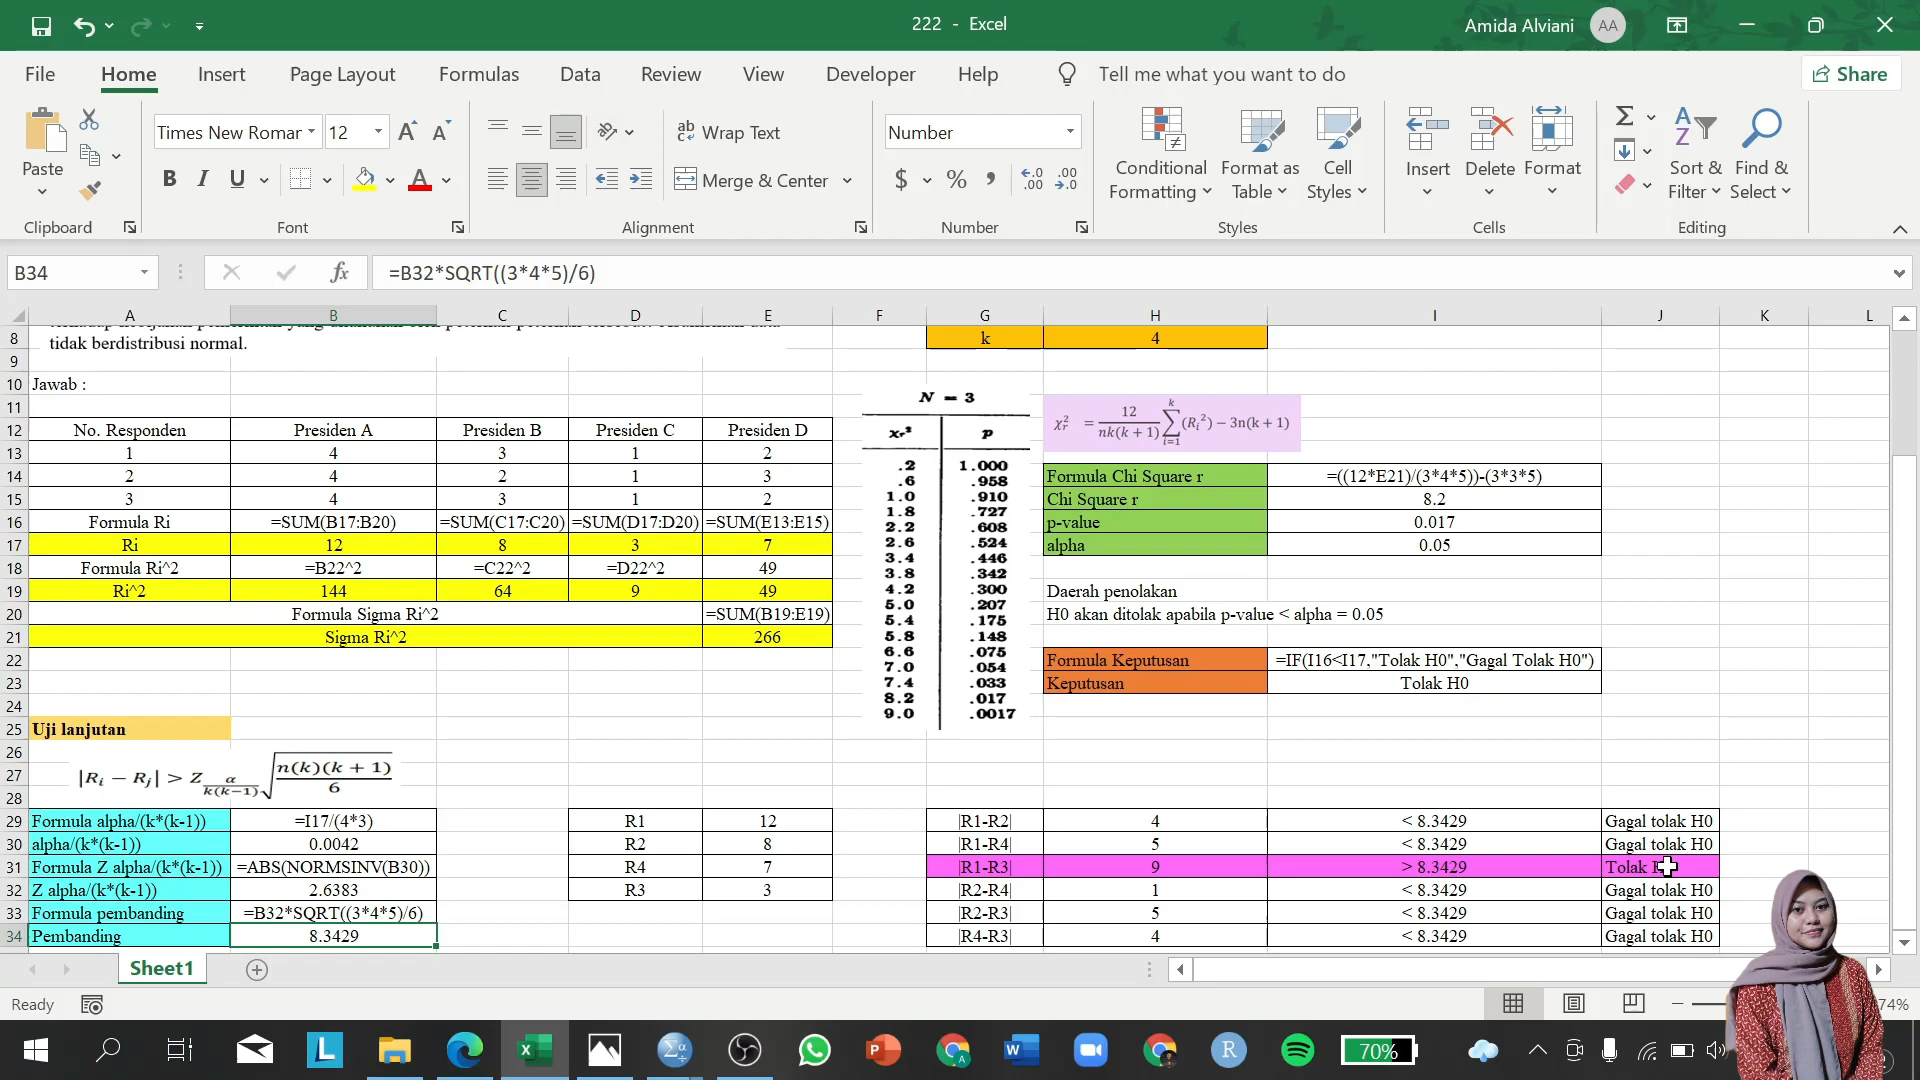 222 - Excel
Amida Alviani AA
File Home Insert Page Layout Formulas Data Review View Developer Help Tell me what you want to do Share
Paste
Times New Romar 12
Wrap Text
Merge & Center
Number
Conditional Formatting
Format as Table
Cell Styles
Insert Delete Format
Sort & Filter
Find & Select
Clipboard Font Alignment Number Styles Cells Editing
B34 fx =B32*SQRT((3*4*5)/6)
A B C D E F G H I J K L
8 tidak berdistribusi normal. k 4
9
10 Jawab :
11 N = 3
χr² = 12/nk(k + 1) Σ i=1 k (Ri²) − 3n(k + 1)
12 No. Responden Presiden A Presiden B Presiden C Presiden D
13 1 4 3 1 2
14 2 4 2 1 3
15 3 4 3 1 2
16 Formula Ri =SUM(B17:B20) =SUM(C17:C20) =SUM(D17:D20) =SUM(E13:E15)
17 Ri 12 8 3 7
18 Formula Ri^2 =B22^2 =C22^2 =D22^2 49
19 Ri^2 144 64 9 49
20 Formula Sigma Ri^2 =SUM(B19:E19)
21 Sigma Ri^2 266
χr² p
.2 1.000
.6 .958
1.0 .910
1.8 .727
2.2 .608
2.6 .524
3.4 .446
3.8 .342
4.2 .300
5.0 .207
5.4 .175
5.8 .148
6.6 .075
7.0 .054
7.4 .033
8.2 .017
9.0 .0017
Formula Chi Square r =((12*E21)/(3*4*5))-(3*3*5)
Chi Square r 8.2
p-value 0.017
alpha 0.05
Daerah penolakan
H0 akan ditolak apabila p-value < alpha = 0.05
22 Formula Keputusan =IF(I16<I17,"Tolak H0","Gagal Tolak H0")
23 Keputusan Tolak H0
24
25 Uji lanjutan
26
27 |Ri − Rj| > Z α/k(k−1) √ n(k)(k + 1)/6
28
29 Formula alpha/(k*(k-1)) =I17/(4*3) R1 12 |R1-R2| 4 < 8.3429 Gagal tolak H0
30 alpha/(k*(k-1)) 0.0042 R2 8 |R1-R4| 5 < 8.3429 Gagal tolak H0
31 Formula Z alpha/(k*(k-1)) =ABS(NORMSINV(B30)) R4 7 |R1-R3| 9 > 8.3429 Tolak
32 Z alpha/(k*(k-1)) 2.6383 R3 3 |R2-R4| 1 < 8.3429 Gagal tolak H0
33 Formula pembanding =B32*SQRT((3*4*5)/6) |R2-R3| 5 < 8.3429 Gagal tolak H0
34 Pembanding 8.3429 |R4-R3| 4 < 8.3429 Gagal tolak H0
Sheet1
Ready
74%
70%